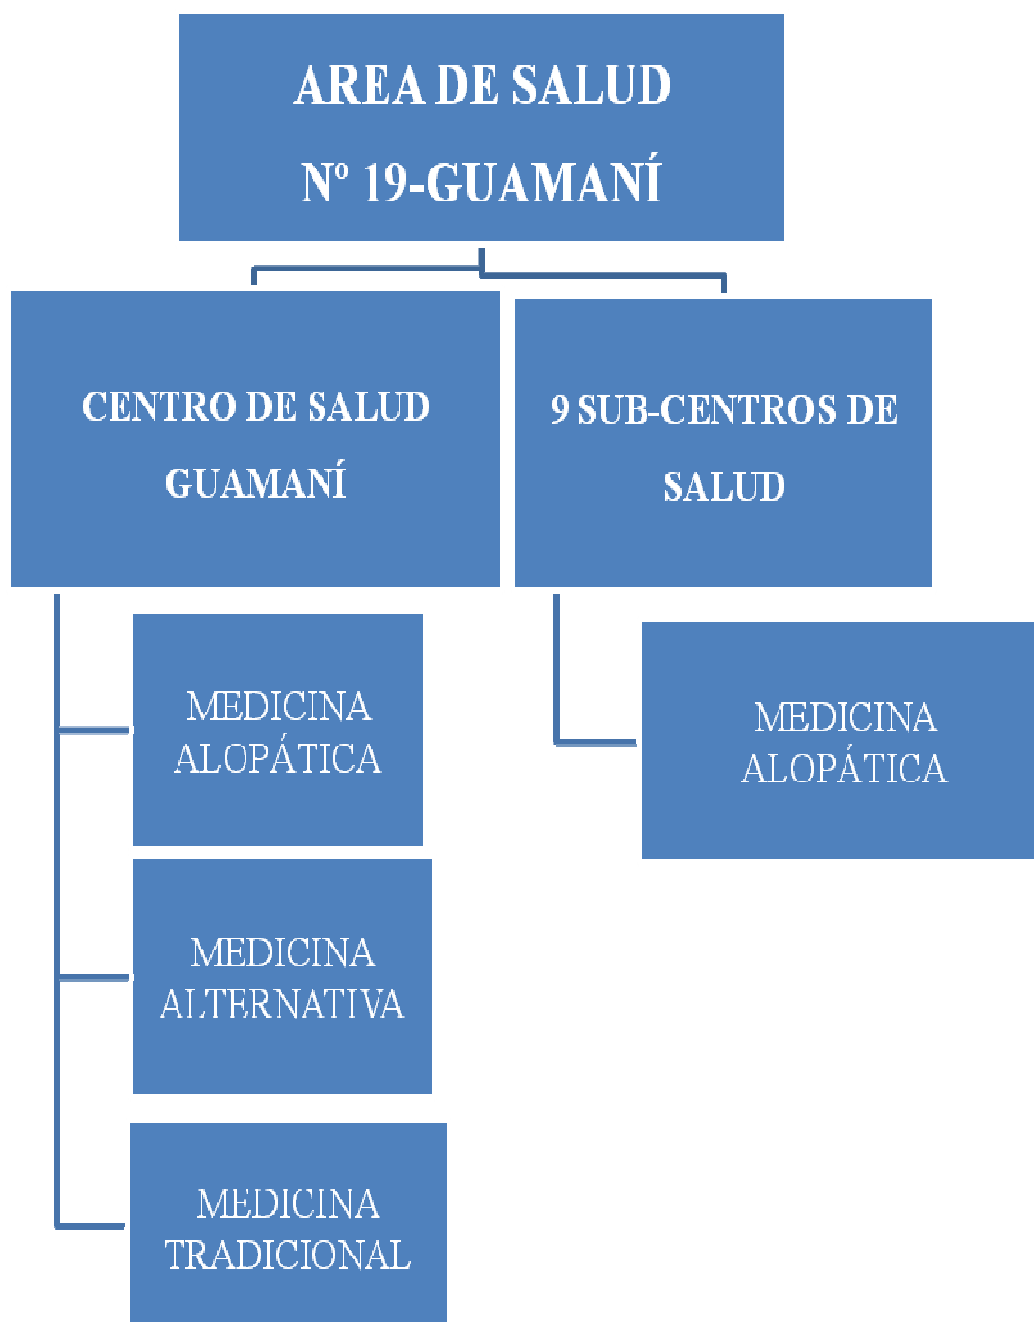 AREA DE SALUD
Nº 19-GUAMANÍ
CENTRO DE SALUD
GUAMANÍ
9 SUB-CENTROS DE
SALUD
MEDICINA
ALOPÁTICA
MEDICINA
ALTERNATIVA
MEDICINA
TRADICIONAL
MEDICINA
ALOPÁTICA